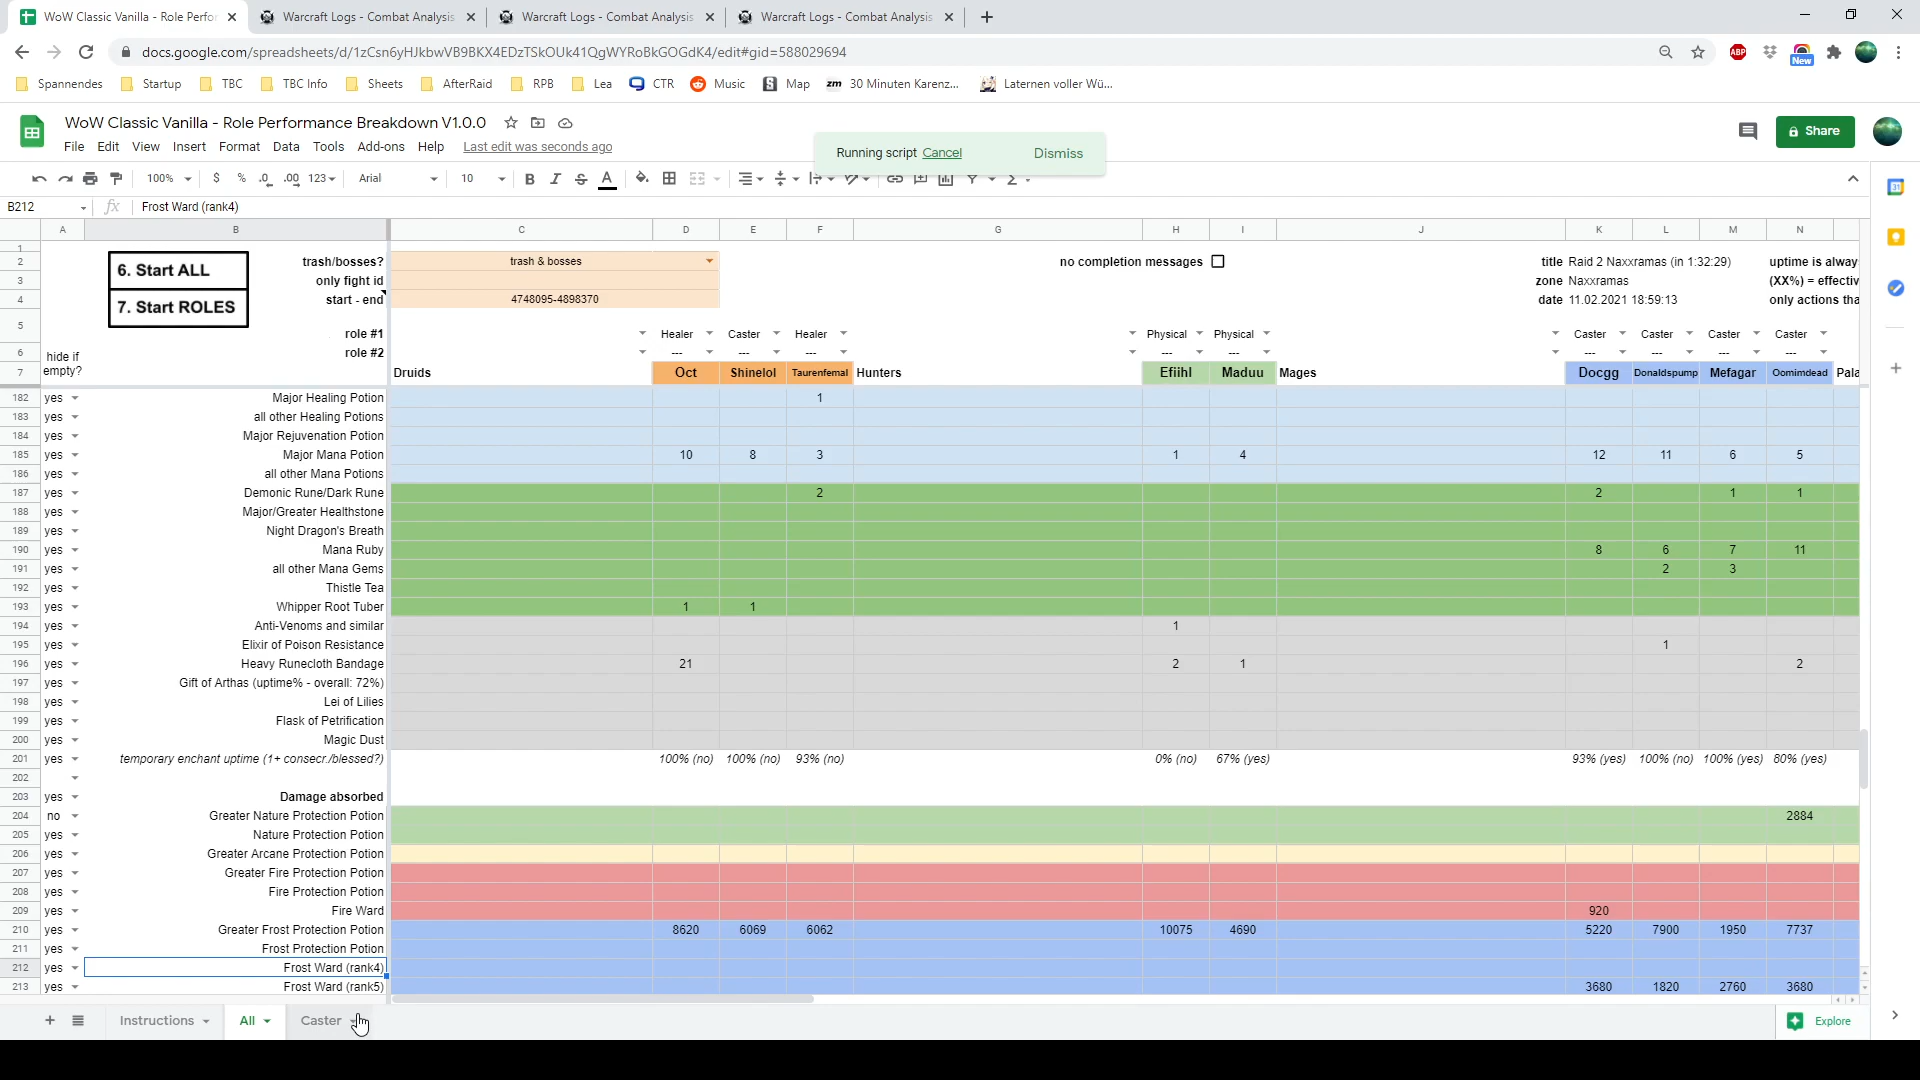 WoW Classic Vanilla - Role Perfor
Warcraft Logs - Combat Analysis
Warcraft Logs - Combat Analysis
Warcraft Logs - Combat Analysis
docs.google.com/spreadsheets/d/1zCsn6yHJkbwVB9BKX4EDzTSkOUk41QgWYRoBkGOGdK4/edit#gid=588029694
ABP
New
Spannendes Startup TBC TBC Info Sheets AfterRaid RPB Lea CTR Music Map zm 30 Minuten Karenz... Laternen voller Wü...
WoW Classic Vanilla - Role Performance Breakdown V1.0.0
Share
File Edit View Insert Format Data Tools Add-ons Help Last edit was seconds ago
Running script Cancel Dismiss
100% $ % .0 .00 123 Arial 10 B I S A
31
B212 fx Frost Ward (rank4)
A B C D E F G H I J K L M N
1
2 6. Start ALL trash/bosses? trash & bosses no completion messages title Raid 2 Naxxramas (in 1:32:29) uptime is alway
3 only fight id zone Naxxramas (XX%) = effectiv
4 7. Start ROLES start - end 4748095-4898370 date 11.02.2021 18:59:13 only actions tha
5 role #1 Healer Caster Healer Physical Physical Caster Caster Caster Caster
6 hide if role #2 --- --- --- --- --- --- --- --- ---
7 empty? Druids Oct Shinelol Taurenfemal Hunters Efiihl Maduu Mages Docgg Donaldspump Mefagar Oomimdead Pala
182 yes Major Healing Potion 1
183 yes all other Healing Potions
184 yes Major Rejuvenation Potion
185 yes Major Mana Potion 10 8 3 1 4 12 11 6 5
186 yes all other Mana Potions
187 yes Demonic Rune/Dark Rune 2 2 1 1
188 yes Major/Greater Healthstone
189 yes Night Dragon's Breath
190 yes Mana Ruby 8 6 7 11
191 yes all other Mana Gems 2 3
192 yes Thistle Tea
193 yes Whipper Root Tuber 1 1
194 yes Anti-Venoms and similar 1
195 yes Elixir of Poison Resistance 1
196 yes Heavy Runecloth Bandage 21 2 1 2
197 yes Gift of Arthas (uptime% - overall: 72%)
198 yes Lei of Lilies
199 yes Flask of Petrification
200 yes Magic Dust
201 yes temporary enchant uptime (1+ consecr./blessed?) 100% (no) 100% (no) 93% (no) 0% (no) 67% (yes) 93% (yes) 100% (no) 100% (yes) 80% (yes)
202
203 yes Damage absorbed
204 no Greater Nature Protection Potion 2884
205 yes Nature Protection Potion
206 yes Greater Arcane Protection Potion
207 yes Greater Fire Protection Potion
208 yes Fire Protection Potion
209 yes Fire Ward 920
210 yes Greater Frost Protection Potion 8620 6069 6062 10075 4690 5220 7900 1950 7737
211 yes Frost Protection Potion
212 yes Frost Ward (rank4)
213 yes Frost Ward (rank5) 3680 1820 2760 3680
Instructions All Caster Explore